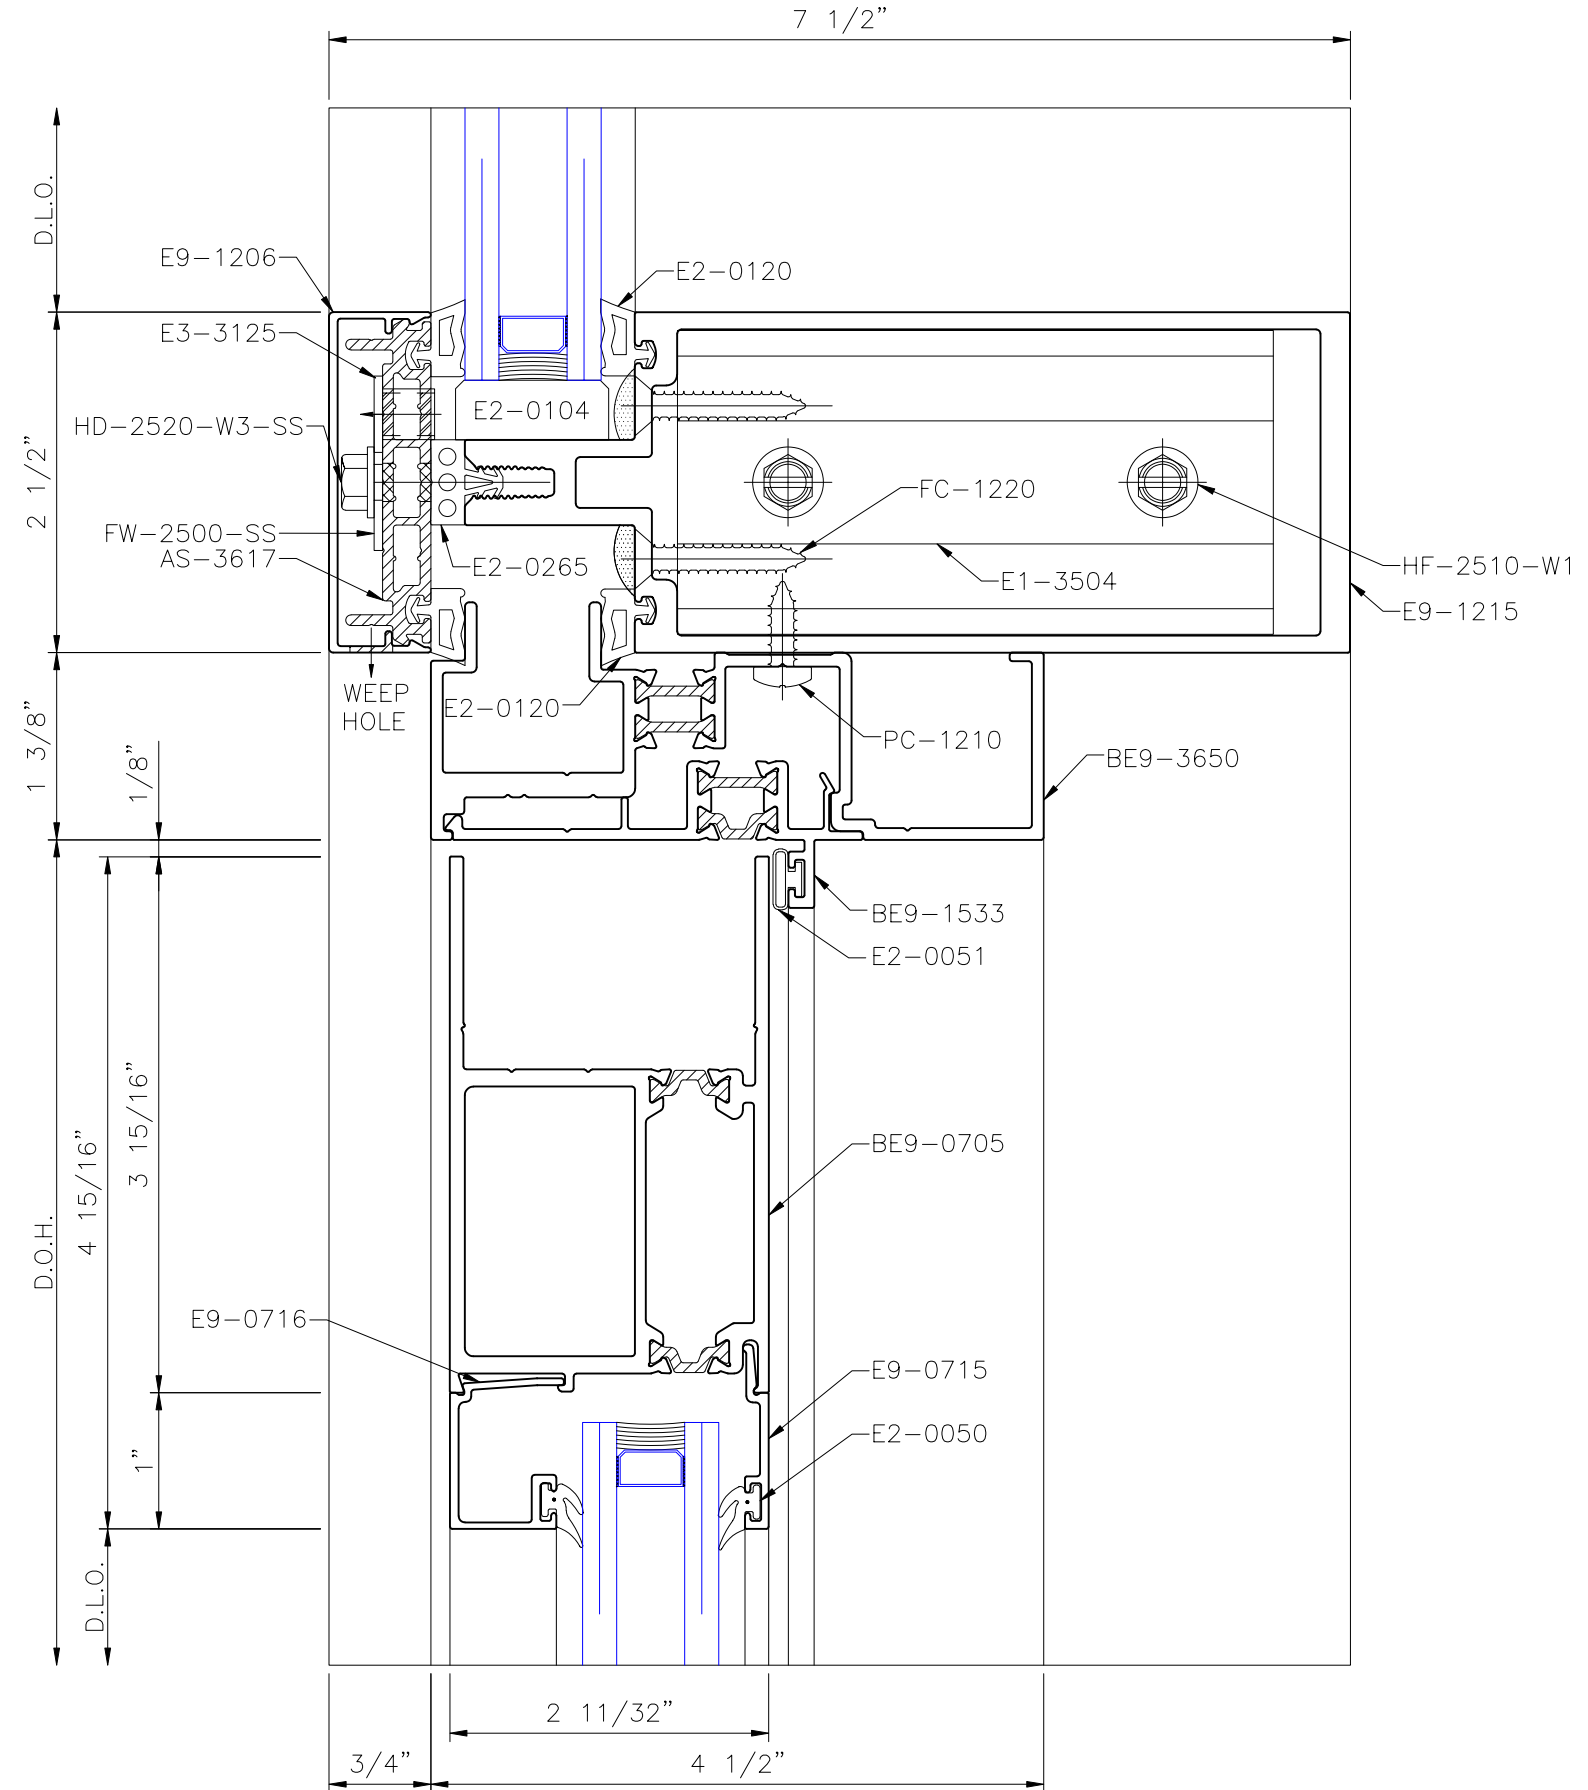 7 1/2”
D.L.O.
E9-1206
E2-0120
E3-3125
E2-0104
HD-2520-W3-SS
2 1/2”
FC-1220
FW-2500-SS
AS-3617
E2-0265
HF-2510-W1
E1-3504
E9-1215
WEEP
HOLE
E2-0120
1 3/8”
PC-1210
1/8”
BE9-3650
BE9-1533
E2-0051
3 15/16”
4 15/16”
BE9-0705
D.O.H.
E9-0716
E9-0715
E2-0050
1”
D.L.O.
2 11/32”
3/4”
4 1/2”